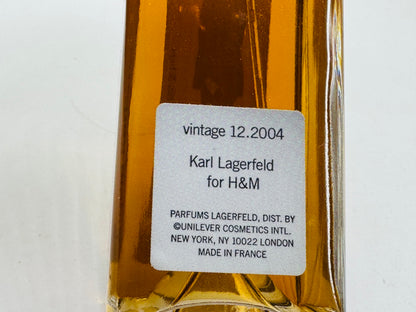 vintage 12.2004
Karl Lagerfeld
for H&M
PARFUMS LAGERFELD, DIST. BY
©UNILEVER COSMETICS INTL.
NEW YORK, NY 10022 LONDON
MADE IN FRANCE